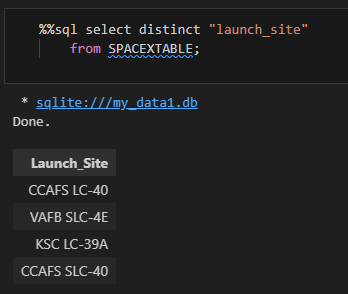 %%sql select distinct "launch_site"
from SPACEXTABLE;
* sqlite:///my_data1.db
Done.
Launch_Site
CCAFS LC-40
VAFB SLC-4E
KSC LC-39A
CCAFS SLC-40